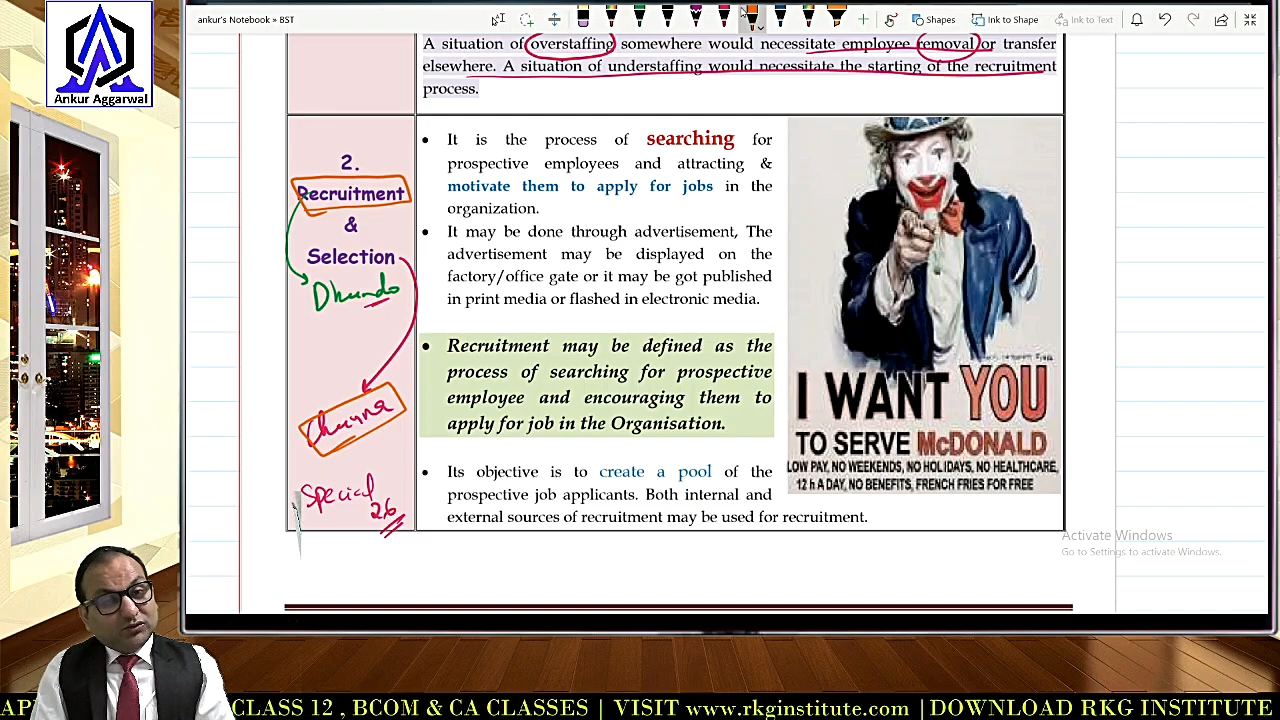 ankur's Notebook » BST
Shapes
Ink to Shape
Ink to Text
Ankur Aggarwal
A situation of overstaffing somewhere would necessitate employee removal or transfer
elsewhere. A situation of understaffing would necessitate the starting of the recruitment
process.
2.
Recruitment
&
Selection
Dhundo
Chunna
Special
26
• It is the process of searching for
prospective employees and attracting &
motivate them to apply for jobs in the
organization.
• It may be done through advertisement, The
advertisement may be displayed on the
factory/office gate or it may be got published
in print media or flashed in electronic media.
• Recruitment may be defined as the
process of searching for prospective
employee and encouraging them to
apply for job in the Organisation.
• Its objective is to create a pool of the
prospective job applicants. Both internal and
external sources of recruitment may be used for recruitment.
I WANT YOU
TO SERVE McDONALD
LOW PAY, NO WEEKENDS, NO HOLIDAYS, NO HEALTHCARE,
12 h A DAY, NO BENEFITS, FRENCH FRIES FOR FREE
Activate Windows
Go to Settings to activate Windows.
CLASS 12 , BCOM & CA CLASSES | VISIT www.rkginstitute.com | DOWNLOAD RKG INSTITUTE